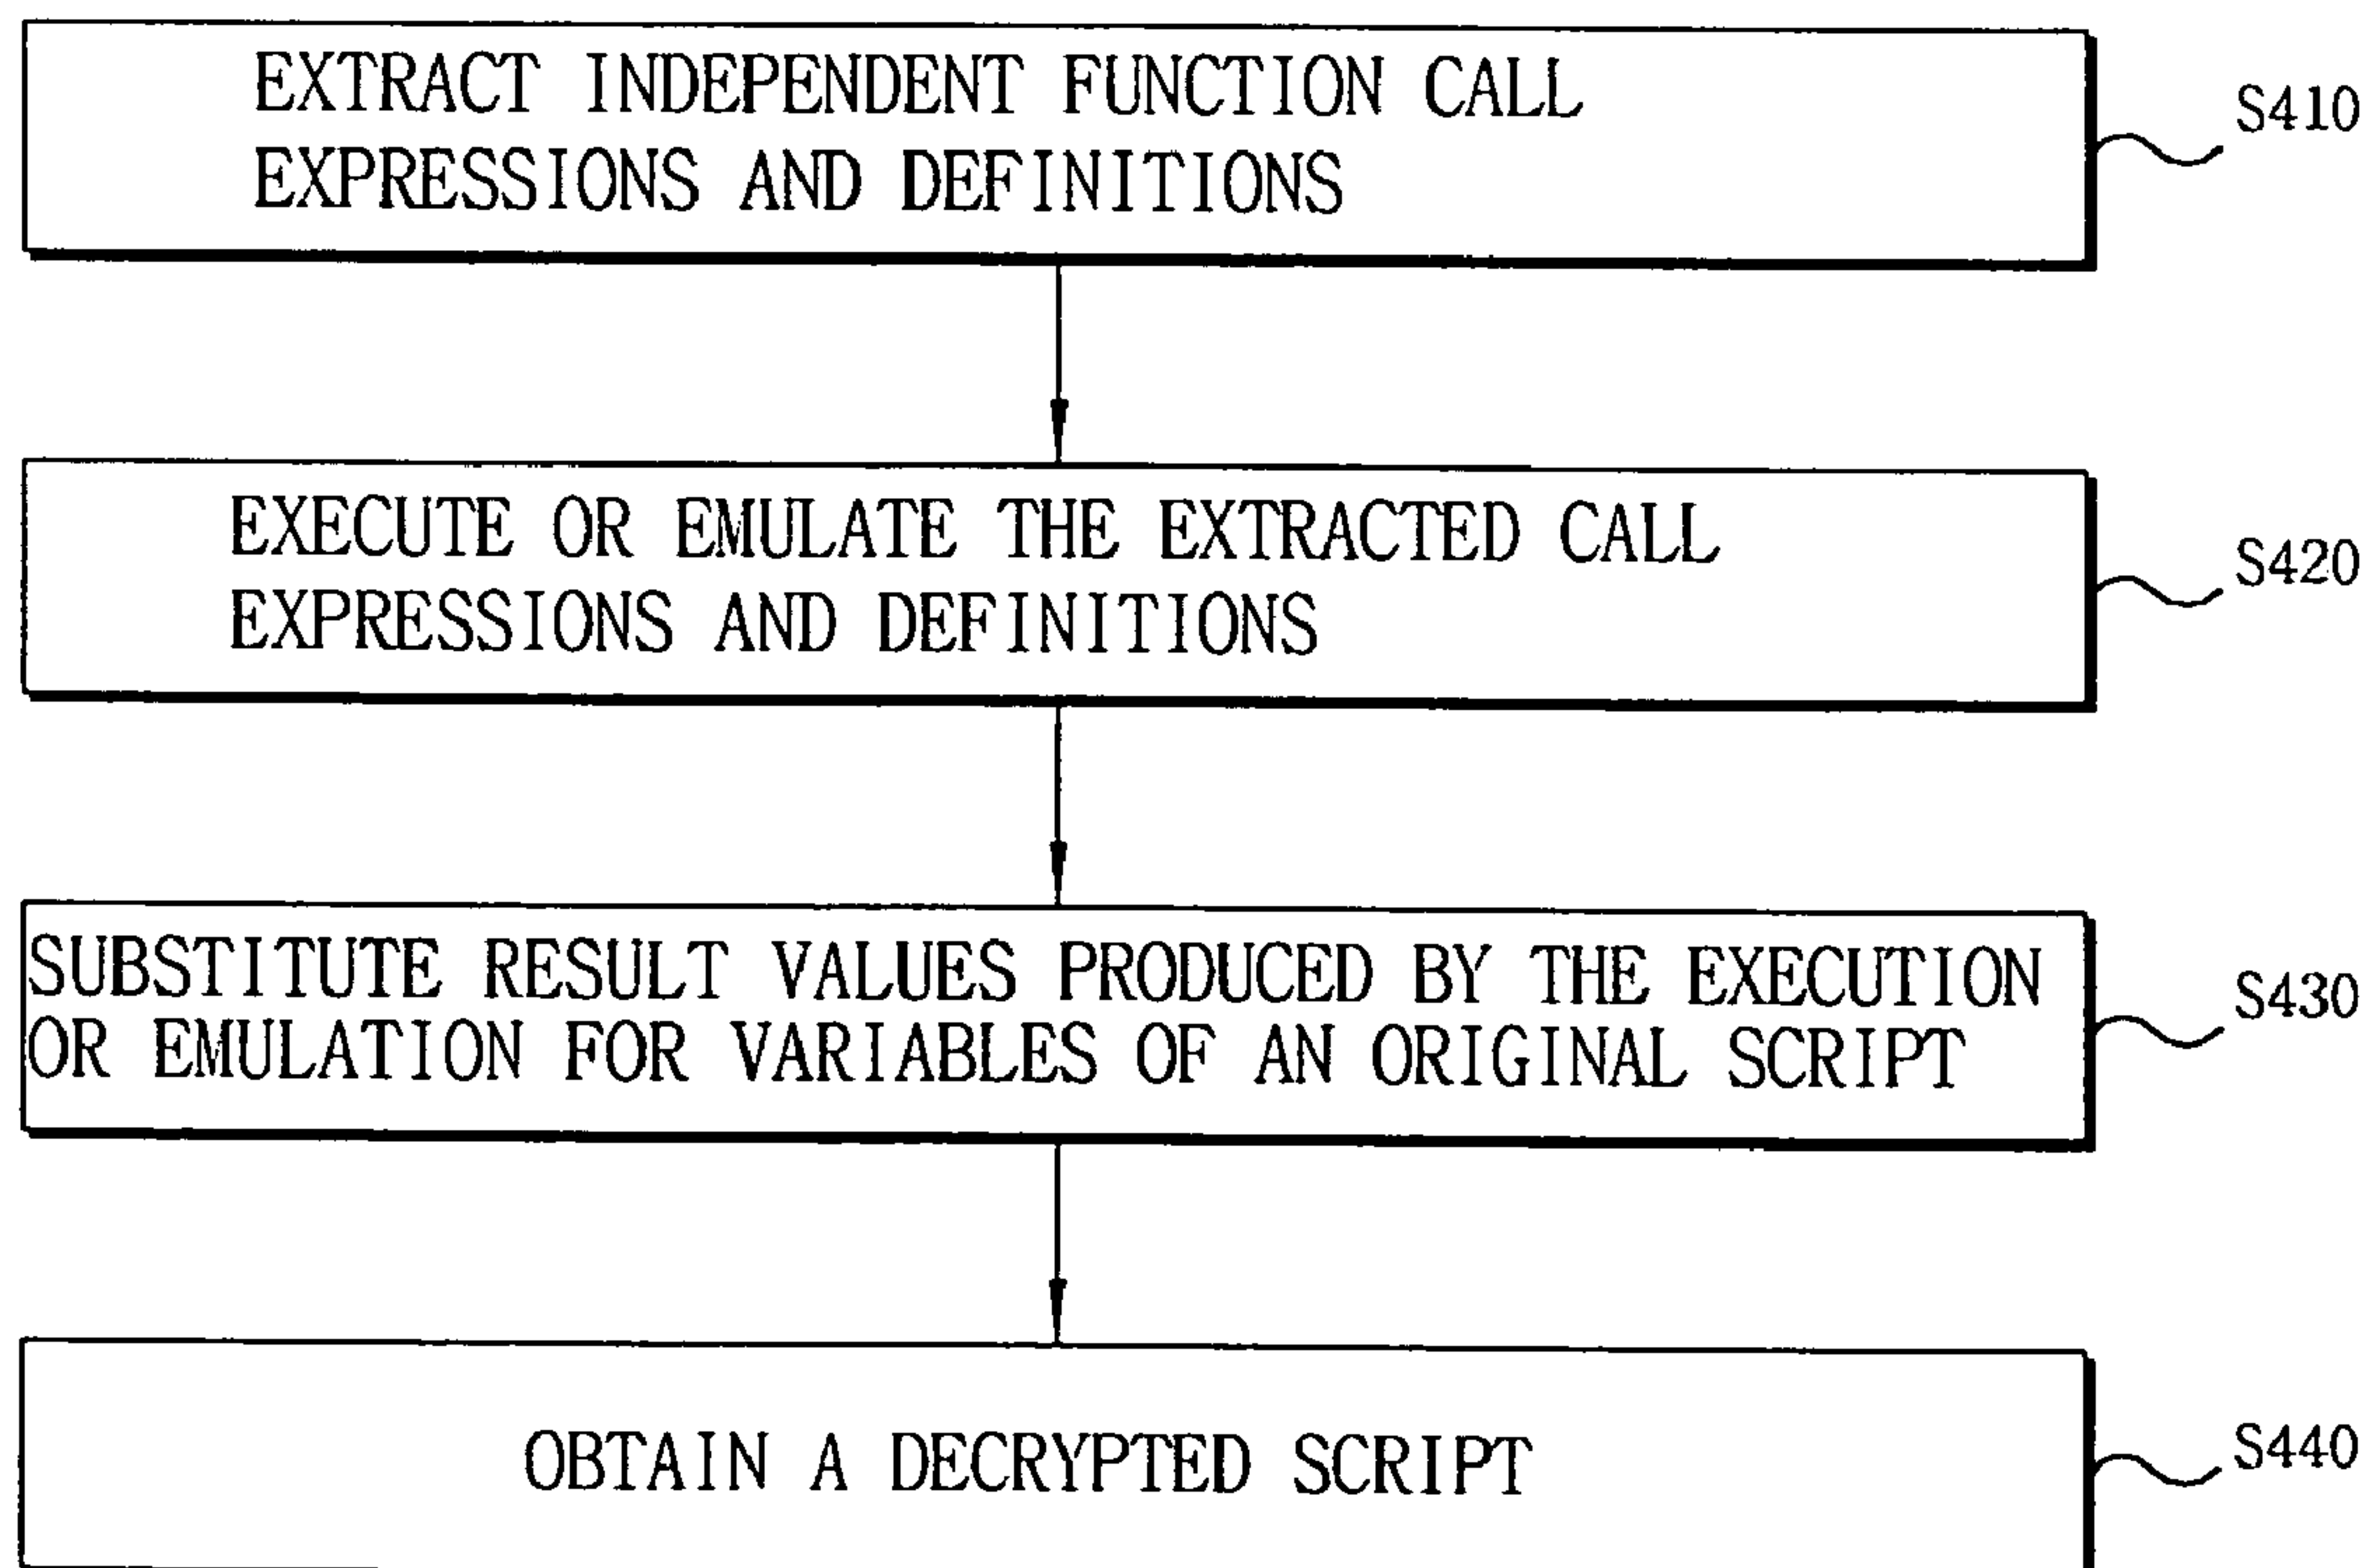 EXTRACT INDEPENDENT FUNCTION CALL
EXPRESSIONS AND DEFINITIONS
S410
EXECUTE OR EMULATE THE EXTRACTED CALL
EXPRESSIONS AND DEFINITIONS
S420
SUBSTITUTE RESULT VALUES PRODUCED BY THE EXECUTION
OR EMULATION FOR VARIABLES OF AN ORIGINAL SCRIPT
S430
OBTAIN A DECRYPTED SCRIPT
S440